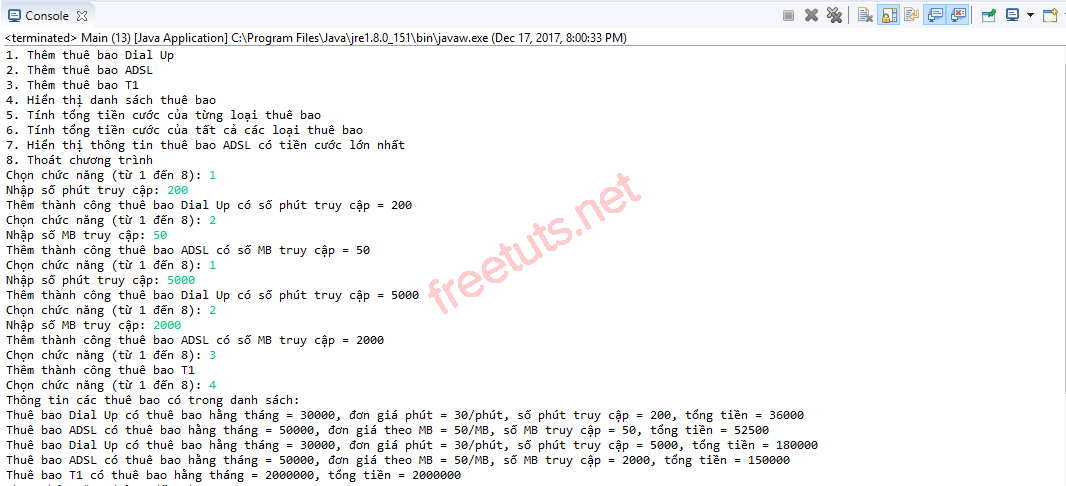 Console
<terminated> Main (13) [Java Application] C:\Program Files\Java\jre1.8.0_151\bin\javaw.exe (Dec 17, 2017, 8:00:33 PM)
1. Thêm thuê bao Dial Up
2. Thêm thuê bao ADSL
3. Thêm thuê bao T1
4. Hiển thị danh sách thuê bao
5. Tính tổng tiền cước của từng loại thuê bao
6. Tính tổng tiền cước của tất cả các loại thuê bao
7. Hiển thị thông tin thuê bao ADSL có tiền cước lớn nhất
8. Thoát chương trình
Chọn chức năng (từ 1 đến 8): 1
Nhập số phút truy cập: 200
Thêm thành công thuê bao Dial Up có số phút truy cập = 200
Chọn chức năng (từ 1 đến 8): 2
Nhập số MB truy cập: 50
Thêm thành công thuê bao ADSL có số MB truy cập = 50
Chọn chức năng (từ 1 đến 8): 1
Nhập số phút truy cập: 5000
Thêm thành công thuê bao Dial Up có số phút truy cập = 5000
Chọn chức năng (từ 1 đến 8): 2
Nhập số MB truy cập: 2000
Thêm thành công thuê bao ADSL có số MB truy cập = 2000
Chọn chức năng (từ 1 đến 8): 3
Thêm thành công thuê bao T1
Chọn chức năng (từ 1 đến 8): 4
Thông tin các thuê bao có trong danh sách:
Thuê bao Dial Up có thuê bao hằng tháng = 30000, đơn giá phút = 30/phút, số phút truy cập = 200, tổng tiền = 36000
Thuê bao ADSL có thuê bao hằng tháng = 50000, đơn giá theo MB = 50/MB, số MB truy cập = 50, tổng tiền = 52500
Thuê bao Dial Up có thuê bao hằng tháng = 30000, đơn giá phút = 30/phút, số phút truy cập = 5000, tổng tiền = 180000
Thuê bao ADSL có thuê bao hằng tháng = 50000, đơn giá theo MB = 50/MB, số MB truy cập = 2000, tổng tiền = 150000
Thuê bao T1 có thuê bao hằng tháng = 2000000, tổng tiền = 2000000
freetuts.net